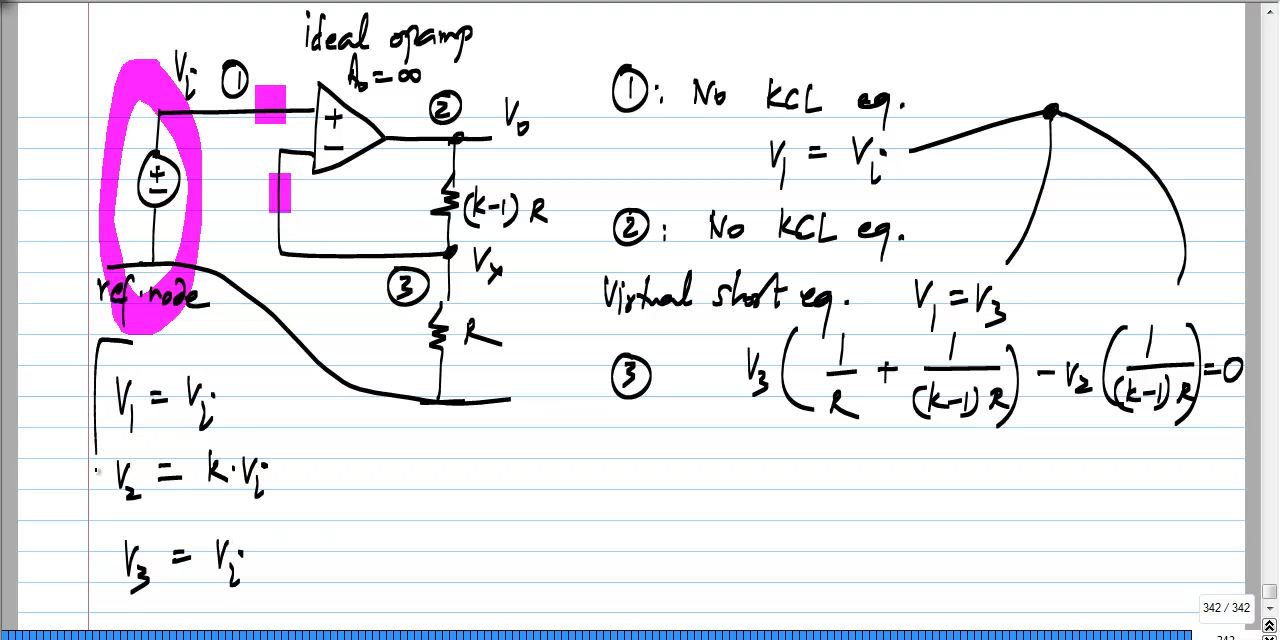 ideal opamp
A₀ = ∞
Vi ①
+
−
② Vo
+
−
(k-1) R
Vx
③
ref. node
R
V₁ = Vi
V₂ = k · Vi
V₃ = Vi
①: No KCL eq.
V₁ = Vi
②: No KCL eq.
Virtual short eq. V₁ = V₃
③ V₃ ( 1/R + 1/((k-1) R) ) − V₂ ( 1/((k-1) R) ) = 0
342 / 342